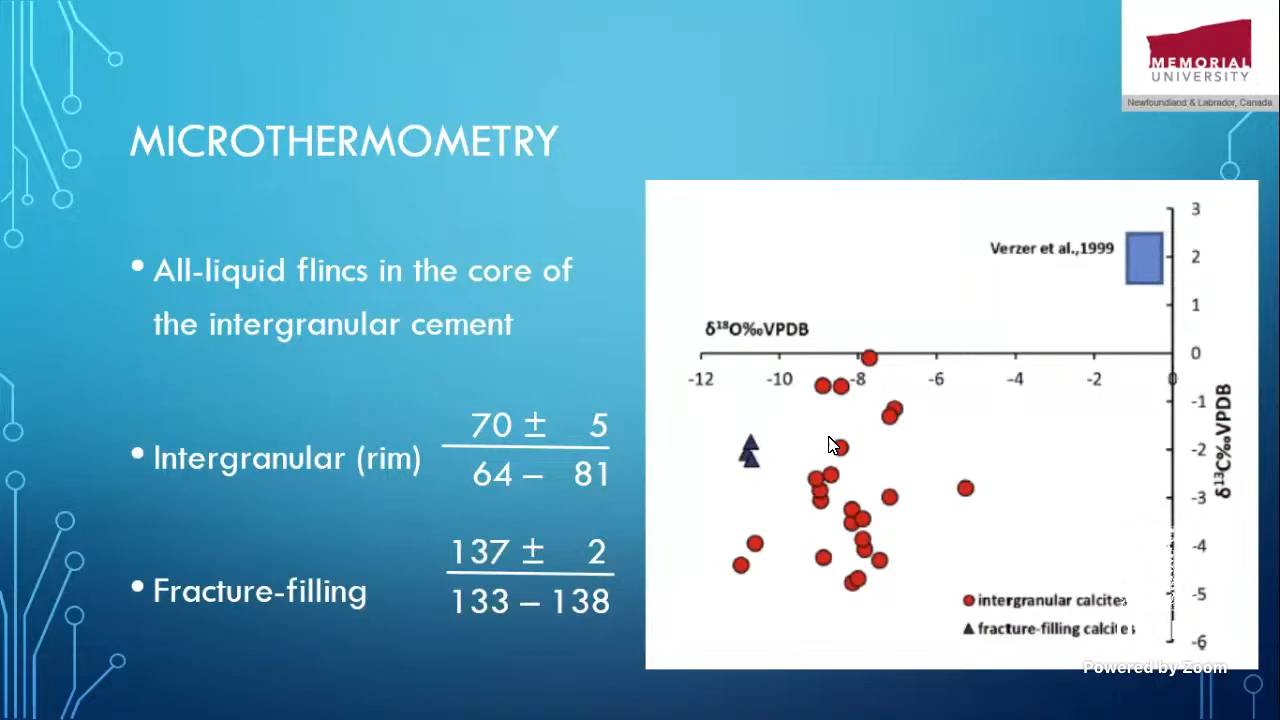 MEMORIAL
UNIVERSITY
Newfoundland & Labrador, Canada
MICROTHERMOMETRY
• All-liquid flincs in the core of
the intergranular cement
• Intergranular (rim)
70 ± 5
64 – 81
• Fracture-filling
137 ± 2
133 – 138
Verzer et al.,1999
δ¹⁸O‰VPDB
-12 -10 -8 -6 -4 -2 0
3
2
1
0
-1
-2
-3
-4
-5
-6
δ¹³C‰VPDB
intergranular calcites
fracture-filling calcites
Powered by Zoom